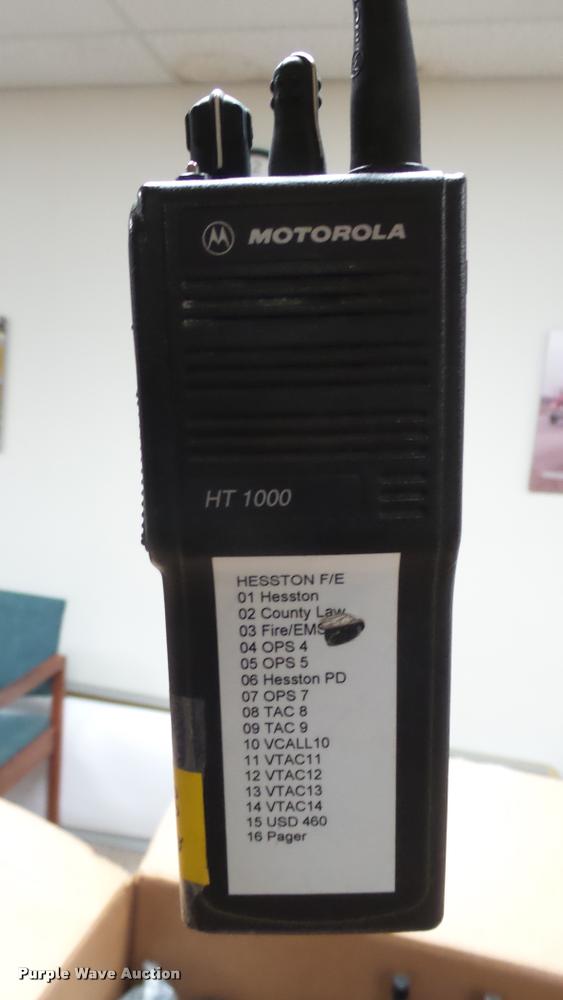 MOTOROLA
HT 1000
HESSTON F/E
01 Hesston
02 County Law
03 Fire/EMS
04 OPS 4
05 OPS 5
06 Hesston PD
07 OPS 7
08 TAC 8
09 TAC 9
10 VCALL10
11 VTAC11
12 VTAC12
13 VTAC13
14 VTAC14
15 USD 460
16 Pager
Purple Wave Auction